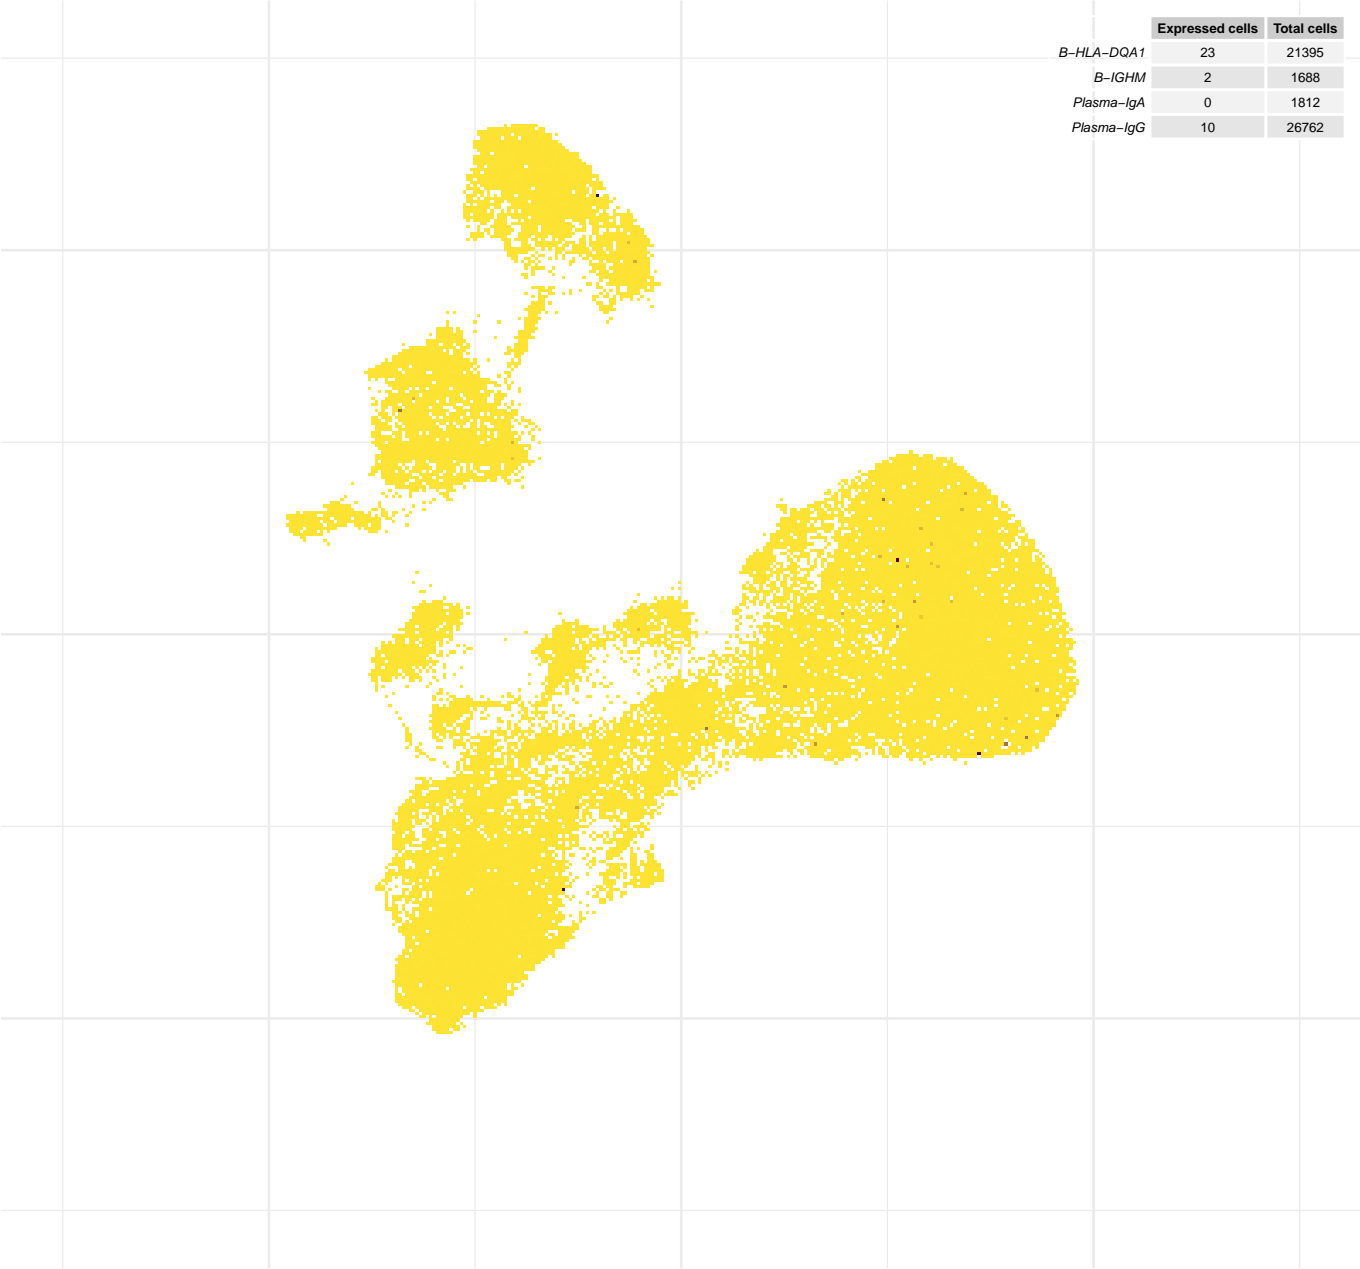 Expressed cells Total cells
B−HLA−DQA1 23 21395
B−IGHM 2 1688
Plasma−IgA 0 1812
Plasma−IgG 10 26762